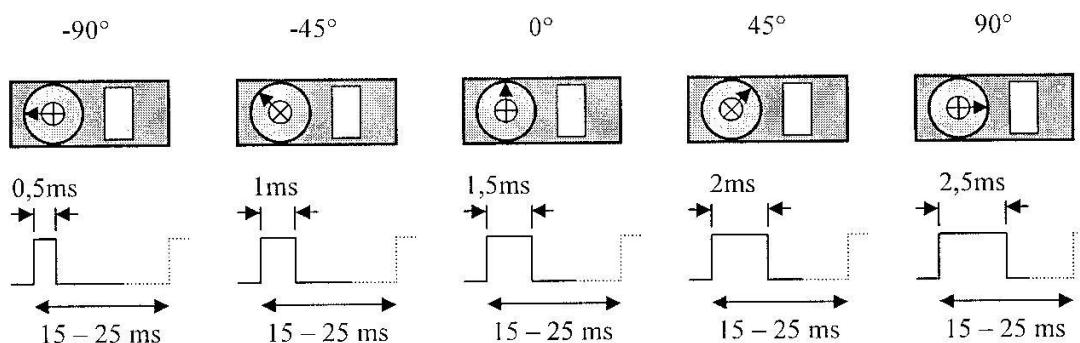 -90° -45° 0° 45° 90°
0,5ms 1ms 1,5ms 2ms 2,5ms
15 – 25 ms 15 – 25 ms 15 – 25 ms 15 – 25 ms 15 – 25 ms